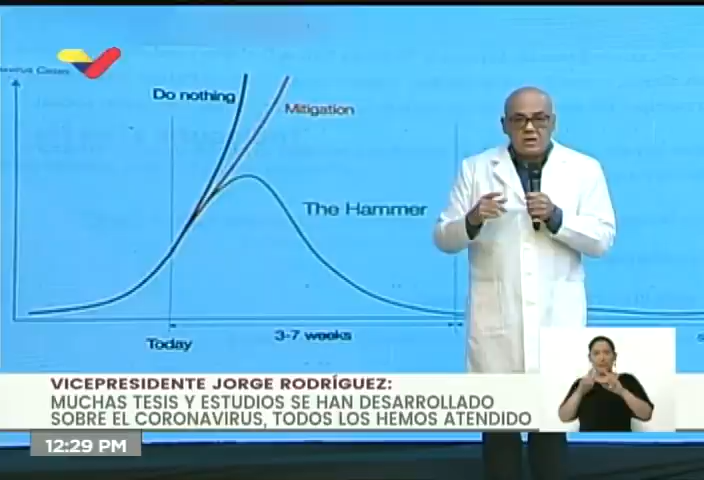 Cases
Do nothing
Mitigation
The Hammer
3-7 weeks
Today
VICEPRESIDENTE JORGE RODRÍGUEZ:
MUCHAS TESIS Y ESTUDIOS SE HAN DESARROLLADO
SOBRE EL CORONAVIRUS, TODOS LOS HEMOS ATENDIDO
12:29 PM